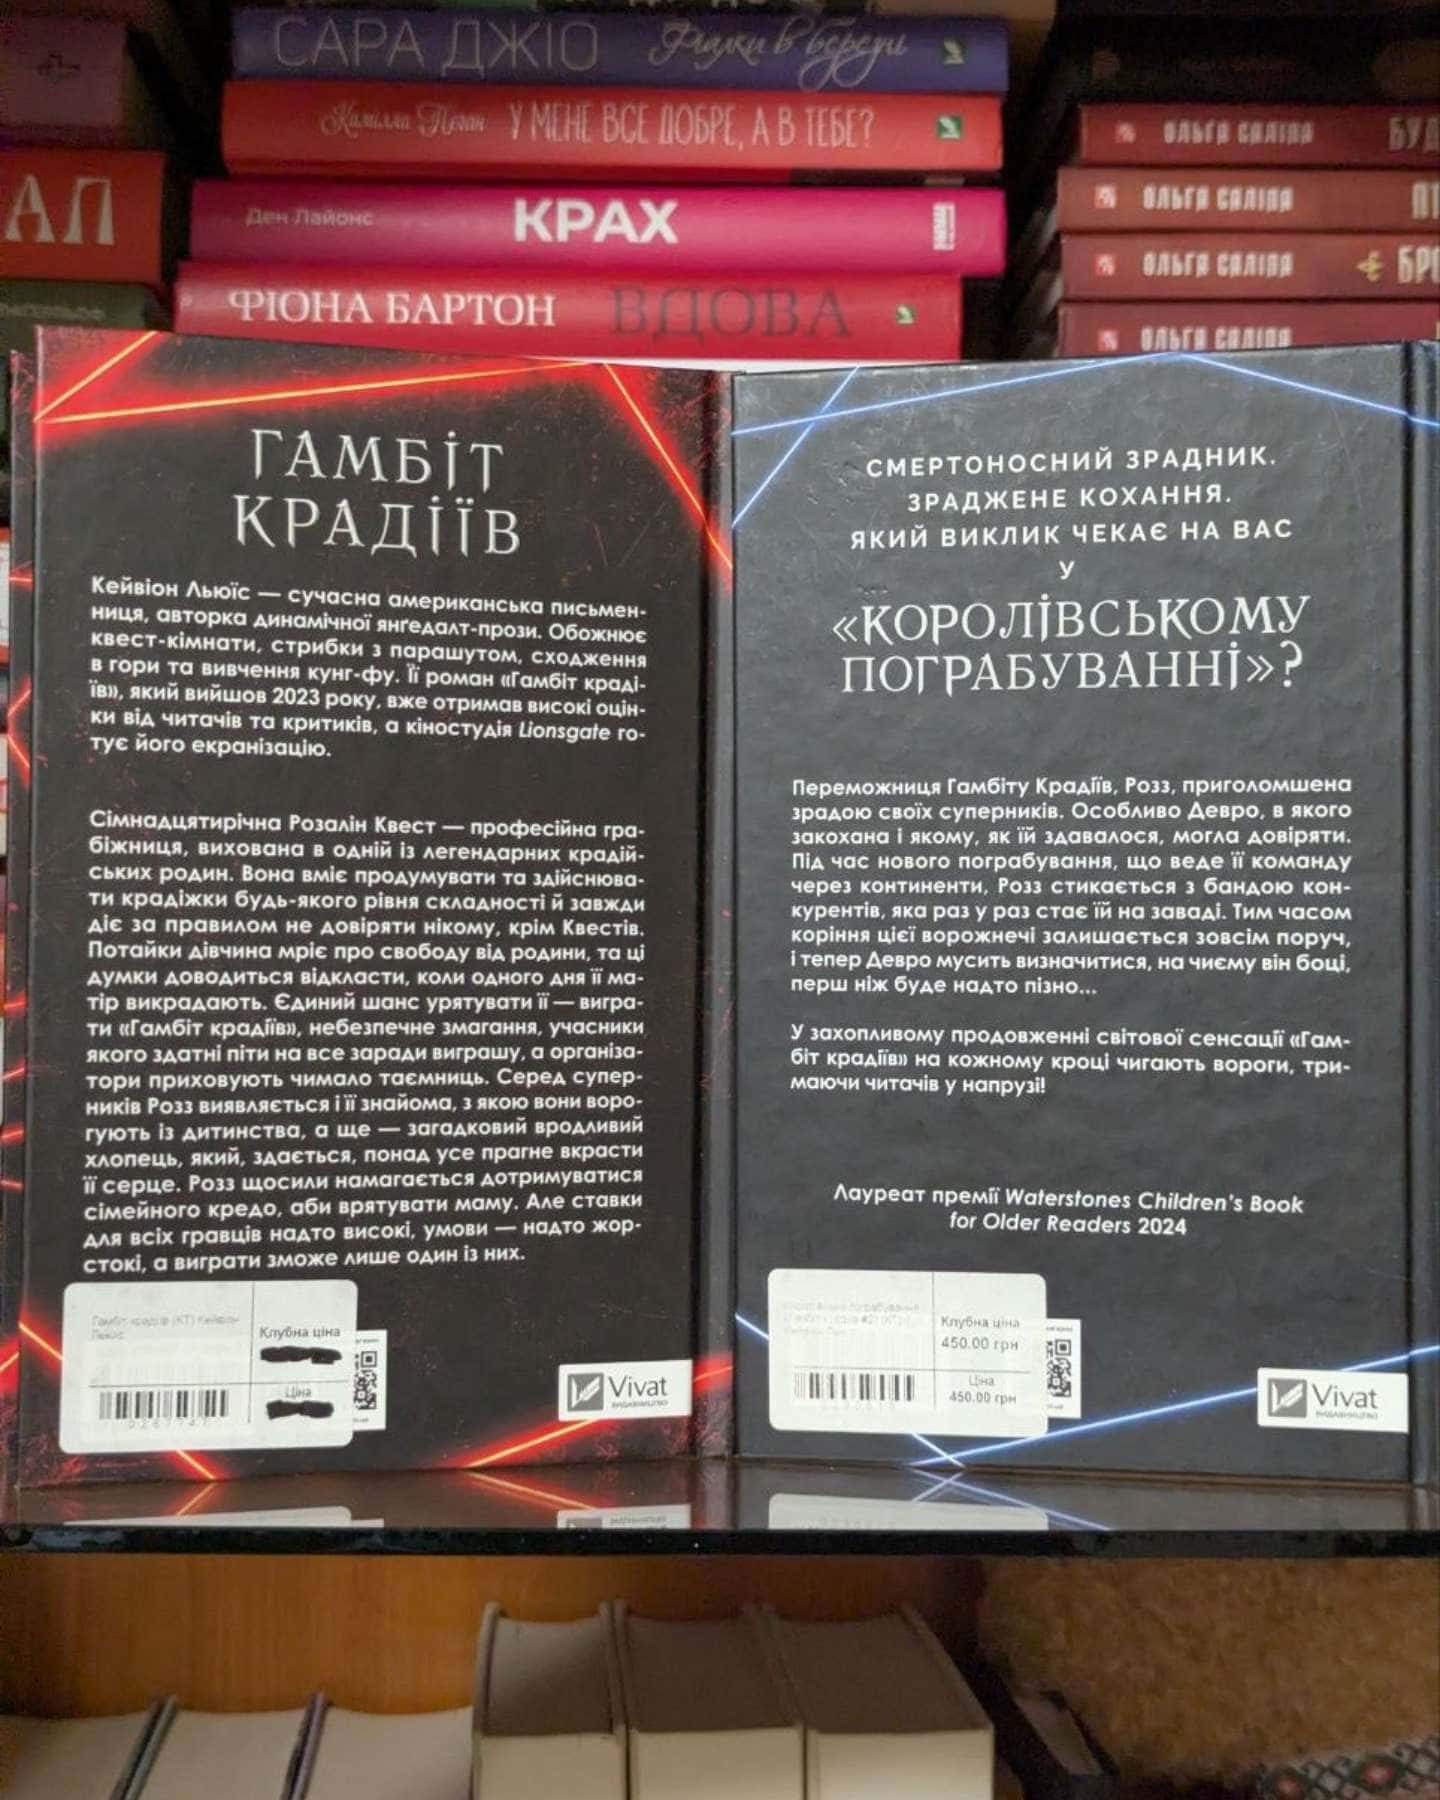 САРА ДЖІО Фіалки в березні
Камілла Пеган У МЕНЕ ВСЕ ДОБРЕ, А В ТЕБЕ?
Ден Лайонс КРАХ
ФІОНА БАРТОН ВДОВА
АЛ
ОЛЬГА САЛІПА БУД
ОЛЬГА САЛІПА
ОЛЬГА САЛІПА БРО
ОЛЬГА САЛІПА
ГАМБІТ
КРАДІЇВ
Кейвіон Льюїс — сучасна американська письмен-
ниця, авторка динамічної янґедалт-прози. Обожнює
квест-кімнати, стрибки з парашутом, сходження
в гори та вивчення кунг-фу. Її роман «Гамбіт краді-
їв», який вийшов 2023 року, вже отримав високі оцін-
ки від читачів та критиків, а кіностудія Lionsgate го-
тує його екранізацію.
Сімнадцятирічна Розалін Квест — професійна гра-
біжниця, вихована в одній із легендарних крадій-
ських родин. Вона вміє продумувати та здійснюва-
ти крадіжки будь-якого рівня складності й завжди
діє за правилом не довіряти нікому, крім Квестів.
Потайки дівчина мріє про свободу від родини, та ці
думки доводиться відкласти, коли одного дня її ма-
тір викрадають. Єдиний шанс урятувати її — вигра-
ти «Гамбіт крадіїв», небезпечне змагання, учасники
якого здатні піти на все заради виграшу, а організа-
тори приховують чимало таємниць. Серед супер-
ників Розз виявляється і її знайома, з якою вони воро-
гують із дитинства, а ще — загадковий вродливий
хлопець, який, здається, понад усе прагне вкрасти
її серце. Розз щосили намагається дотримуватися
сімейного кредо, аби врятувати маму. Але ставки
для всіх гравців надто високі, умови — надто жор-
стокі, а виграти зможе лише один із них.
Гамбіт крадіїв (КТ) Кейвіон
Льюїс
Клубна ціна
Ціна
Vivat
ВИДАВНИЦТВО
СМЕРТОНОСНИЙ ЗРАДНИК.
ЗРАДЖЕНЕ КОХАННЯ.
ЯКИЙ ВИКЛИК ЧЕКАЄ НА ВАС
У
«КОРОЛІВСЬКОМУ
ПОГРАБУВАННІ»?
Переможниця Гамбіту Крадіїв, Розз, приголомшена
зрадою своїх суперників. Особливо Девро, в якого
закохана і якому, як їй здавалося, могла довіряти.
Під час нового пограбування, що веде її команду
через континенти, Розз стикається з бандою кон-
курентів, яка раз у раз стає їй на заваді. Тим часом
коріння цієї ворожнечі залишається зовсім поруч,
і тепер Девро мусить визначитися, на чиєму він боці,
перш ніж буде надто пізно...
У захопливому продовженні світової сенсації «Гам-
біт крадіїв» на кожному кроці чигають вороги, три-
маючи читачів у напрузі!
Лауреат премії Waterstones Children's Book
for Older Readers 2024
Клубна ціна
450.00 грн
Ціна
450.00 грн
Vivat
ВИДАВНИЦТВО